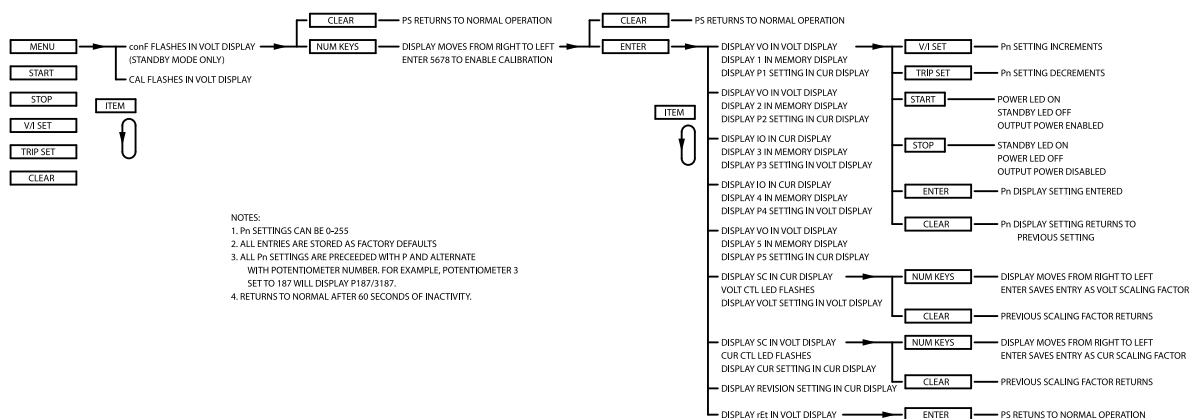 CLEAR
PS RETURNS TO NORMAL OPERATION
CLEAR
PS RETURNS TO NORMAL OPERATION
MENU
conF FLASHES IN VOLT DISPLAY
(STANDBY MODE ONLY)
CAL FLASHES IN VOLT DISPLAY
NUM KEYS
DISPLAY MOVES FROM RIGHT TO LEFT
ENTER 5678 TO ENABLE CALIBRATION
ENTER
START
STOP
V/I SET
TRIP SET
CLEAR
ITEM
ITEM
DISPLAY VO IN VOLT DISPLAY
DISPLAY 1 IN MEMORY DISPLAY
DISPLAY P1 SETTING IN CUR DISPLAY
DISPLAY VO IN VOLT DISPLAY
DISPLAY 2 IN MEMORY DISPLAY
DISPLAY P2 SETTING IN CUR DISPLAY
DISPLAY IO IN CUR DISPLAY
DISPLAY 3 IN MEMORY DISPLAY
DISPLAY P3 SETTING IN VOLT DISPLAY
DISPLAY IO IN CUR DISPLAY
DISPLAY 4 IN MEMORY DISPLAY
DISPLAY P4 SETTING IN VOLT DISPLAY
DISPLAY VO IN VOLT DISPLAY
DISPLAY 5 IN MEMORY DISPLAY
DISPLAY P5 SETTING IN CUR DISPLAY
DISPLAY SC IN CUR DISPLAY
VOLT CTL LED FLASHES
DISPLAY VOLT SETTING IN VOLT DISPLAY
DISPLAY SC IN VOLT DISPLAY
CUR CTL LED FLASHES
DISPLAY CUR SETTING IN CUR DISPLAY
DISPLAY REVISION SETTING IN CUR DISPLAY
DISPLAY rEt IN VOLT DISPLAY
V/I SET
Pn SETTING INCREMENTS
TRIP SET
Pn SETTING DECREMENTS
START
POWER LED ON
STANDBY LED OFF
OUTPUT POWER ENABLED
STOP
STANDBY LED ON
POWER LED OFF
OUTPUT POWER DISABLED
ENTER
Pn DISPLAY SETTING ENTERED
CLEAR
Pn DISPLAY SETTING RETURNS TO
PREVIOUS SETTING
NUM KEYS
DISPLAY MOVES FROM RIGHT TO LEFT
ENTER SAVES ENTRY AS VOLT SCALING FACTOR
CLEAR
PREVIOUS SCALING FACTOR RETURNS
NUM KEYS
DISPLAY MOVES FROM RIGHT TO LEFT
ENTER SAVES ENTRY AS CUR SCALING FACTOR
CLEAR
PREVIOUS SCALING FACTOR RETURNS
ENTER
PS RETUNS TO NORMAL OPERATION
NOTES:
1. Pn SETTINGS CAN BE 0-255
2. ALL ENTRIES ARE STORED AS FACTORY DEFAULTS
3. ALL Pn SETTINGS ARE PRECEEDED WITH P AND ALTERNATE
WITH POTENTIOMETER NUMBER. FOR EXAMPLE, POTENTIOMETER 3
SET TO 187 WILL DISPLAY P187/3187.
4. RETURNS TO NORMAL AFTER 60 SECONDS OF INACTIVITY.